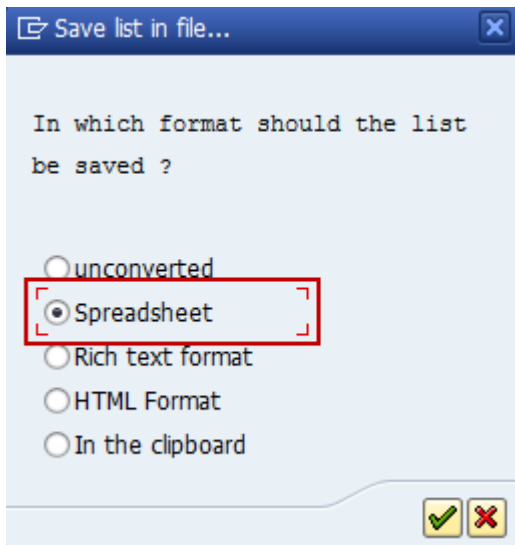 Save list in file...
In which format should the list
be saved ?
unconverted
Spreadsheet
Rich text format
HTML Format
In the clipboard